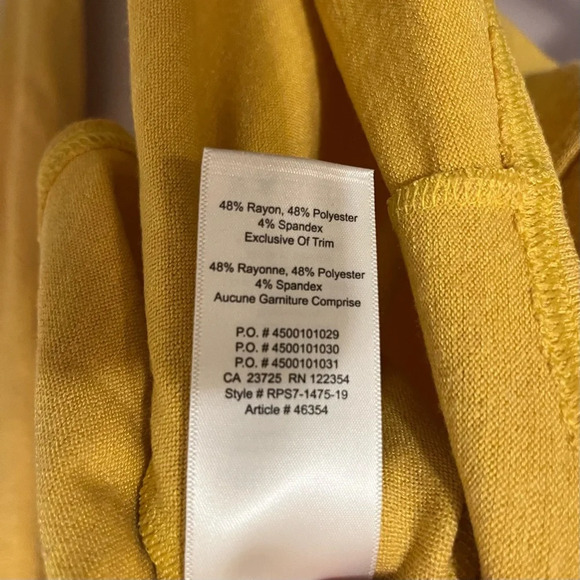 48% Rayon, 48% Polyester
4% Spandex
Exclusive Of Trim
48% Rayonne, 48% Polyester
4% Spandex
Aucune Garniture Comprise
P.O. # 4500101029
P.O. # 4500101030
P.O. # 4500101031
CA 23725 RN 122354
Style # RPS7-1475-19
Article # 46354